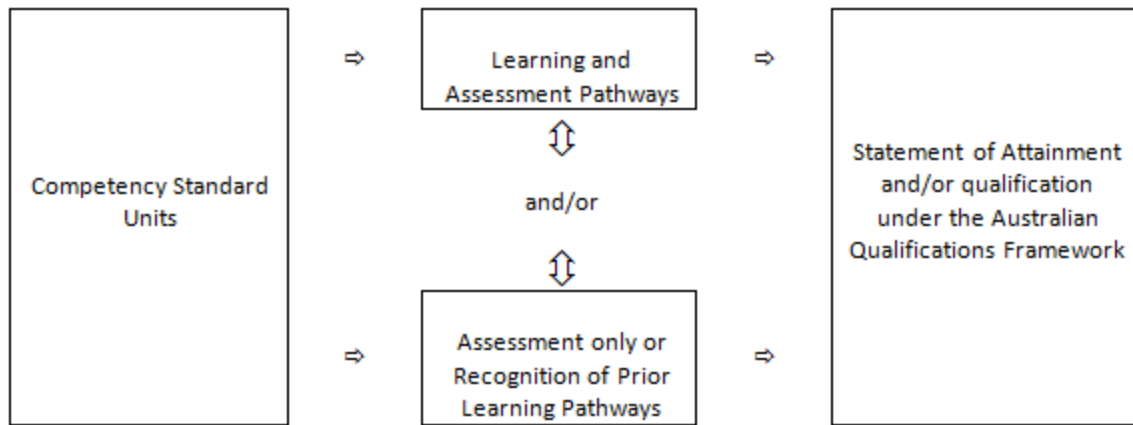 Competency Standard
Units
Learning and
Assessment Pathways
and/or
Assessment only or
Recognition of Prior
Learning Pathways
Statement of Attainment
and/or qualification
under the Australian
Qualifications Framework